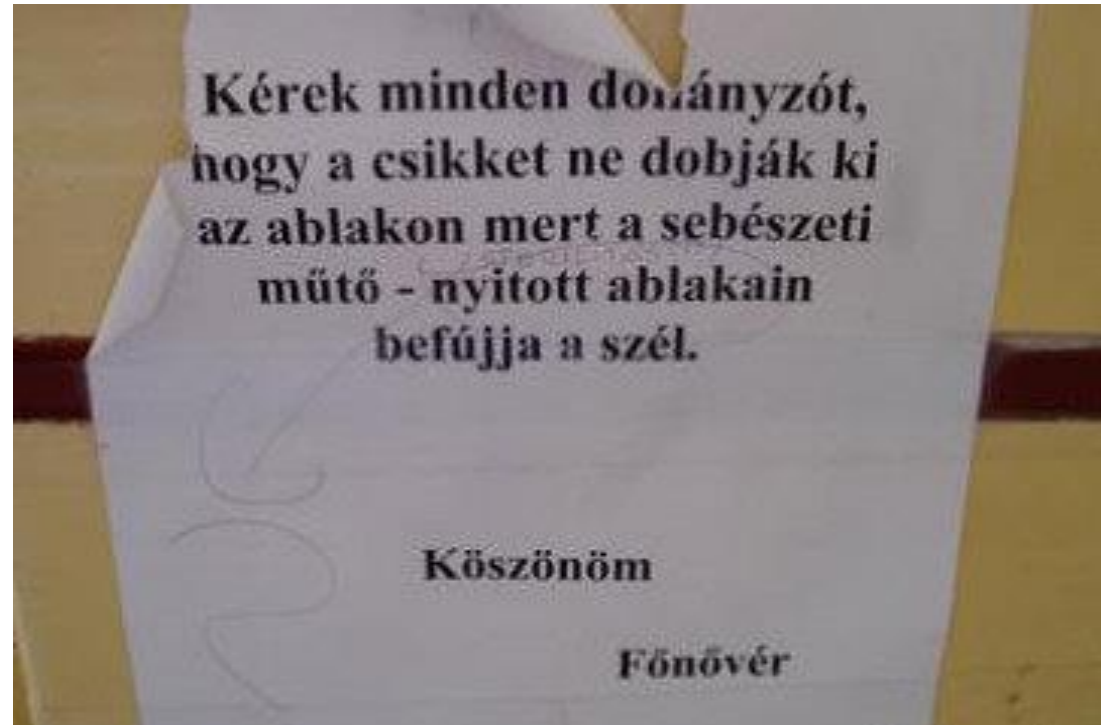 Kérek minden dohányzót,
hogy a csikket ne dobják ki
az ablakon mert a sebészeti
műtő - nyitott ablakain
befújja a szél.
Köszönöm
Főnővér